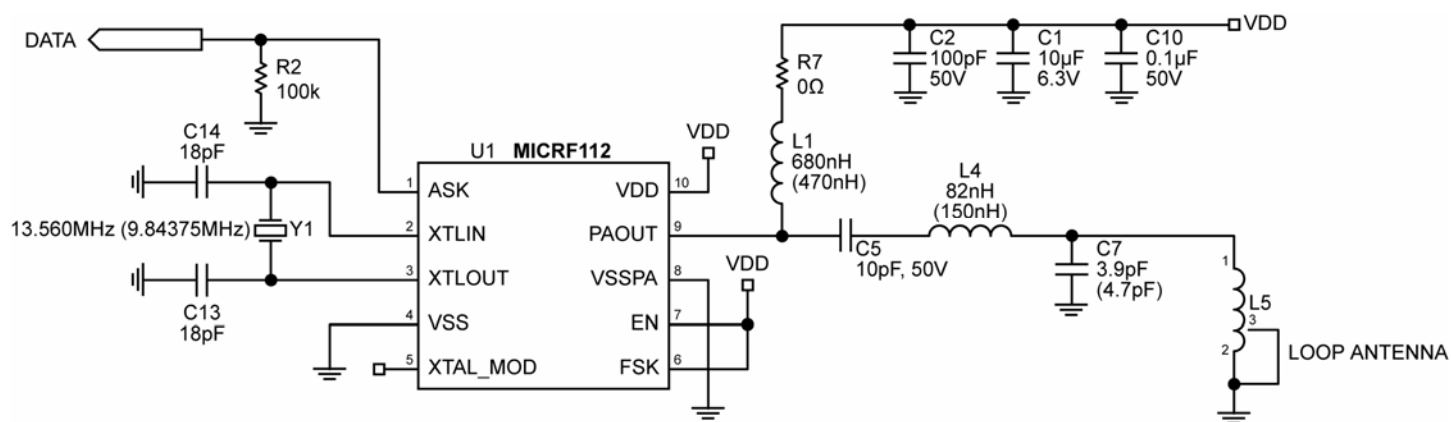 DATA
R2
100k
C14
18pF
13.560MHz (9.84375MHz)
Y1
C13
18pF
U1 MICRF112
1
ASK
2
XTLIN
3
XTLOUT
4
VSS
5
XTAL_MOD
VDD
10
PAOUT
9
VSSPA
8
EN
7
FSK
6
VDD
VDD
R7
0Ω
L1
680nH
(470nH)
C2
100pF
50V
C1
10µF
6.3V
C10
0.1µF
50V
VDD
C5
10pF, 50V
L4
82nH
(150nH)
C7
3.9pF
(4.7pF)
1
L5
3
2
LOOP ANTENNA